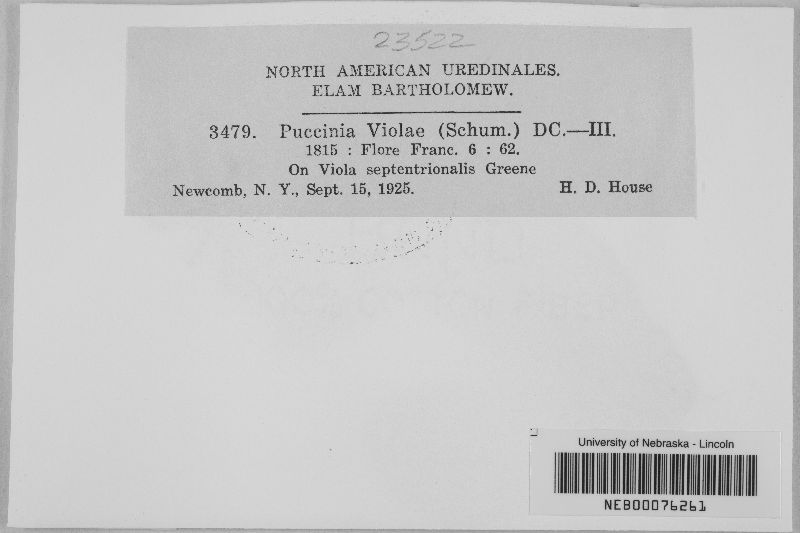 23522
NORTH AMERICAN UREDINALES.
ELAM BARTHOLOMEW.
3479. Puccinia Violae (Schum.) DC.—III.
1815 : Flore Franc. 6 : 62.
On Viola septentrionalis Greene
Newcomb, N. Y., Sept. 15, 1925. H. D. House
University of Nebraska - Lincoln
NEB00076261